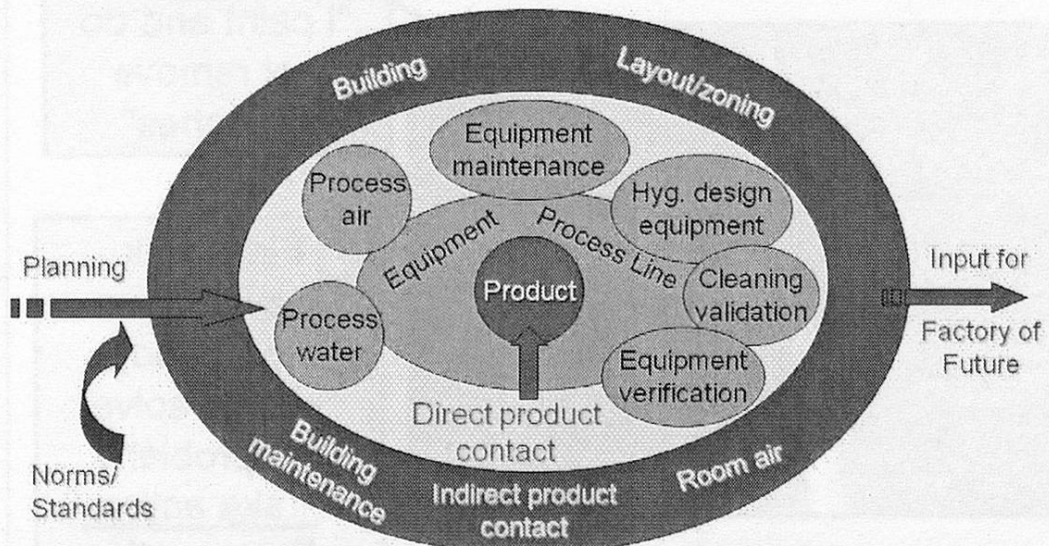 Building
Layout/zoning
Equipment
maintenance
Process
air
Hyg. design
equipment
Equipment
Process Line
Planning
Product
Cleaning
validation
Input for
Process
water
Factory of
Future
Equipment
verification
Direct product
contact
Norms/
Standards
Building
maintenance
Indirect product
contact
Room air